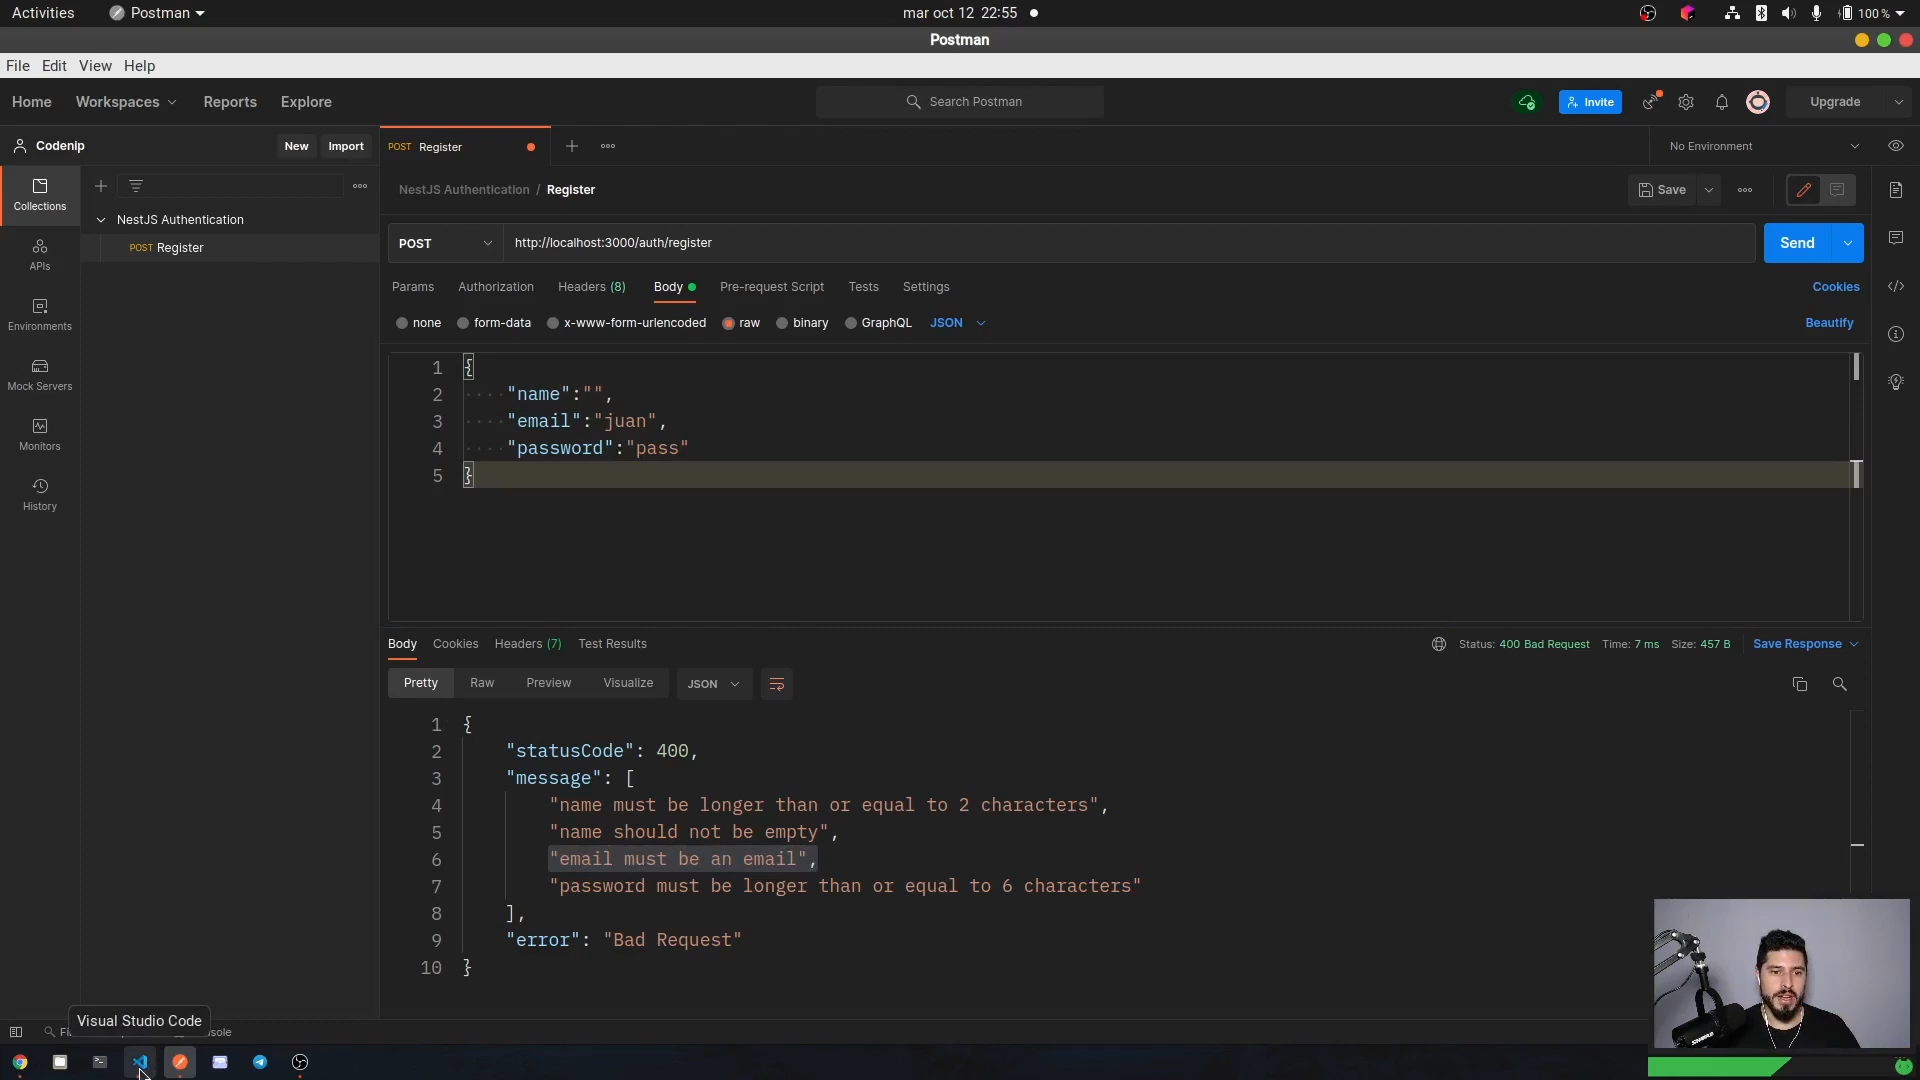 Activities
Postman
mar oct 12 22:55
100 %
Postman
File Edit View Help
Home Workspaces Reports Explore
Search Postman
Invite
Upgrade
Codenip
New Import
POST Register
No Environment
Collections
NestJS Authentication / Register
Save
NestJS Authentication
POST Register
APIs
Environments
Mock Servers
Monitors
History
POST http://localhost:3000/auth/register
Send
Params Authorization Headers (8) Body Pre-request Script Tests Settings
Cookies
none form-data x-www-form-urlencoded raw binary GraphQL JSON
Beautify
1 {
2 "name":"",
3 "email":"juan",
4 "password":"pass"
5 }
Body Cookies Headers (7) Test Results
Status: 400 Bad Request Time: 7 ms Size: 457 B Save Response
Pretty Raw Preview Visualize JSON
1 {
2 "statusCode": 400,
3 "message": [
4 "name must be longer than or equal to 2 characters",
5 "name should not be empty",
6 "email must be an email",
7 "password must be longer than or equal to 6 characters"
8 ],
9 "error": "Bad Request"
10 }
Visual Studio Code